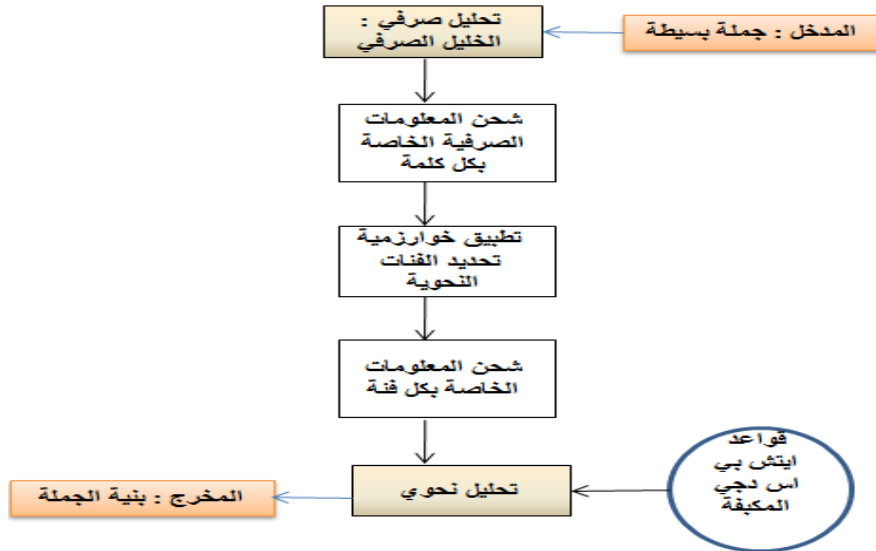 المدخل : جملة بسيطة
تحليل صرفي :
الخليل الصرفي
شحن المعلومات
الصرفية الخاصة
بكل كلمة
تطبيق خوارزمية
تحديد الفئات
النحوية
شحن المعلومات
الخاصة بكل فئة
قواعد
ايتش بي
اس دجي
المكيفة
تحليل نحوي
المخرج : بنية الجملة